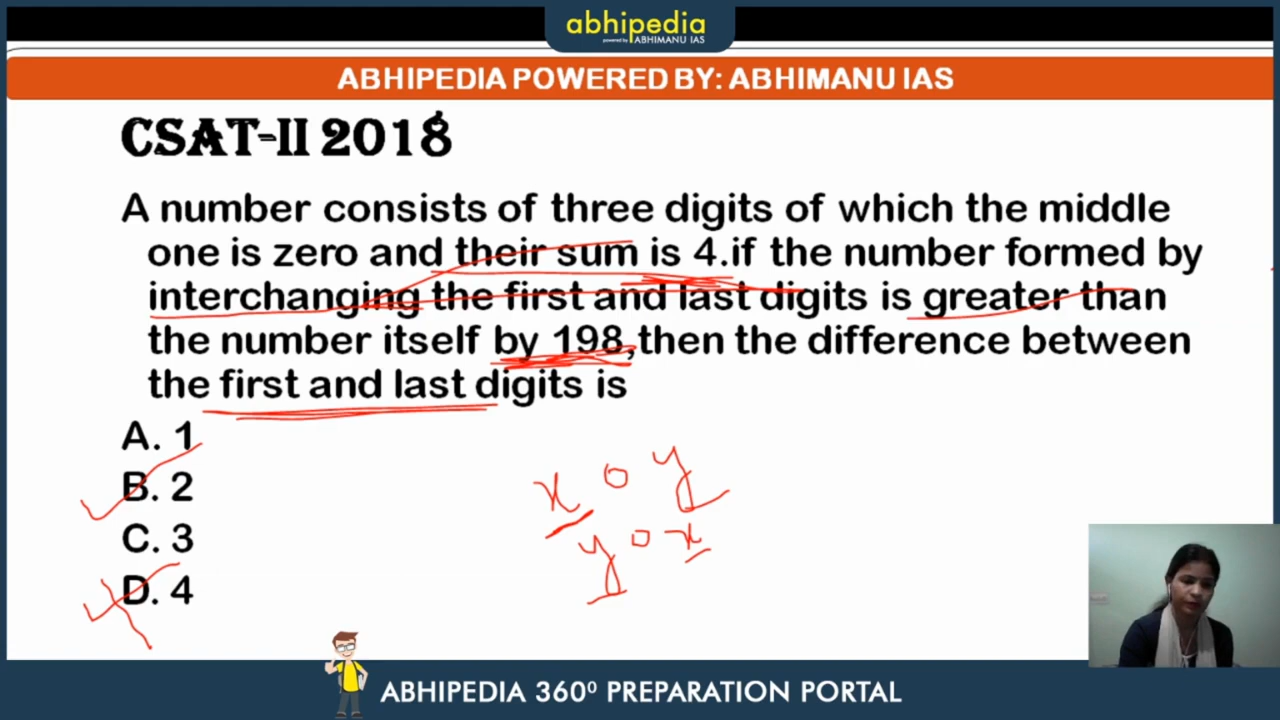 abhipedia
powered by ABHIMANU IAS
ABHIPEDIA POWERED BY: ABHIMANU IAS
CSAT-II 2018
A number consists of three digits of which the middle
one is zero and their sum is 4.if the number formed by
interchanging the first and last digits is greater than
the number itself by 198,then the difference between
the first and last digits is
A. 1
B. 2
C. 3
D. 4
x 0 y
y 0 x
ABHIPEDIA 360⁰ PREPARATION PORTAL